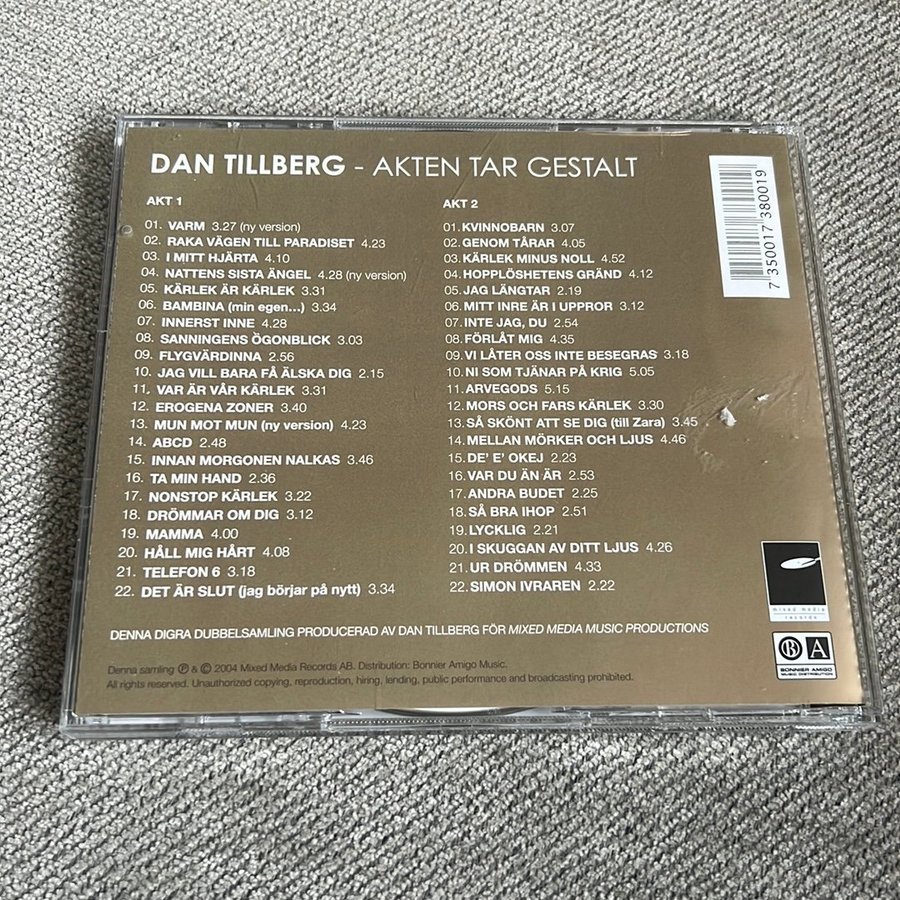 DAN TILLBERG - AKTEN TAR GESTALT
AKT 1
01. VARM 3.27 (ny version)
02. RAKA VÄGEN TILL PARADISET 4.23
03. I MITT HJÄRTA 4.10
04. NATTENS SISTA ÄNGEL 4.28 (ny version)
05. KÄRLEK ÄR KÄRLEK 3.31
06. BAMBINA (min egen...) 3.34
07. INNERST INNE 4.28
08. SANNINGENS ÖGONBLICK 3.03
09. FLYGVÄRDINNA 2.56
10. JAG VILL BARA FÅ ÄLSKA DIG 2.15
11. VAR ÄR VÅR KÄRLEK 3.31
12. EROGENA ZONER 3.40
13. MUN MOT MUN (ny version) 4.23
14. ABCD 2.48
15. INNAN MORGONEN NALKAS 3.46
16. TA MIN HAND 2.36
17. NONSTOP KÄRLEK 3.22
18. DRÖMMAR OM DIG 3.12
19. MAMMA 4.00
20. HÅLL MIG HÅRT 4.08
21. TELEFON 6 3.18
22. DET ÄR SLUT (jag börjar på nytt) 3.34
AKT 2
01. KVINNOBARN 3.07
02. GENOM TÅRAR 4.05
03. KÄRLEK MINUS NOLL 4.52
04. HOPPLÖSHETENS GRÄND 4.12
05. JAG LÄNGTAR 2.19
06. MITT INRE ÄR I UPPROR 3.12
07. INTE JAG, DU 2.54
08. FÖRLÅT MIG 4.35
09. VI LÅTER OSS INTE BESEGRAS 3.18
10. NI SOM TJÄNAR PÅ KRIG 5.05
11. ARVEGODS 5.15
12. MORS OCH FARS KÄRLEK 3.30
13. SÅ SKÖNT ATT SE DIG (till Zara) 3.45
14. MELLAN MÖRKER OCH LJUS 4.46
15. DE' E' OKEJ 2.23
16. VAR DU ÄN ÄR 2.53
17. ANDRA BUDET 2.25
18. SÅ BRA IHOP 2.51
19. LYCKLIG 2.21
20. I SKUGGAN AV DITT LJUS 4.26
21. UR DRÖMMEN 4.33
22. SIMON IVRAREN 2.22
7 350017 380019
mixed media
records
B A
BONNIER AMIGO
MUSIC DISTRIBUTION
DENNA DIGRA DUBBELSAMLING PRODUCERAD AV DAN TILLBERG FÖR MIXED MEDIA MUSIC PRODUCTIONS
Denna samling ℗ & © 2004 Mixed Media Records AB. Distribution: Bonnier Amigo Music.
All rights reserved. Unauthorized copying, reproduction, hiring, lending, public performance and broadcasting prohibited.